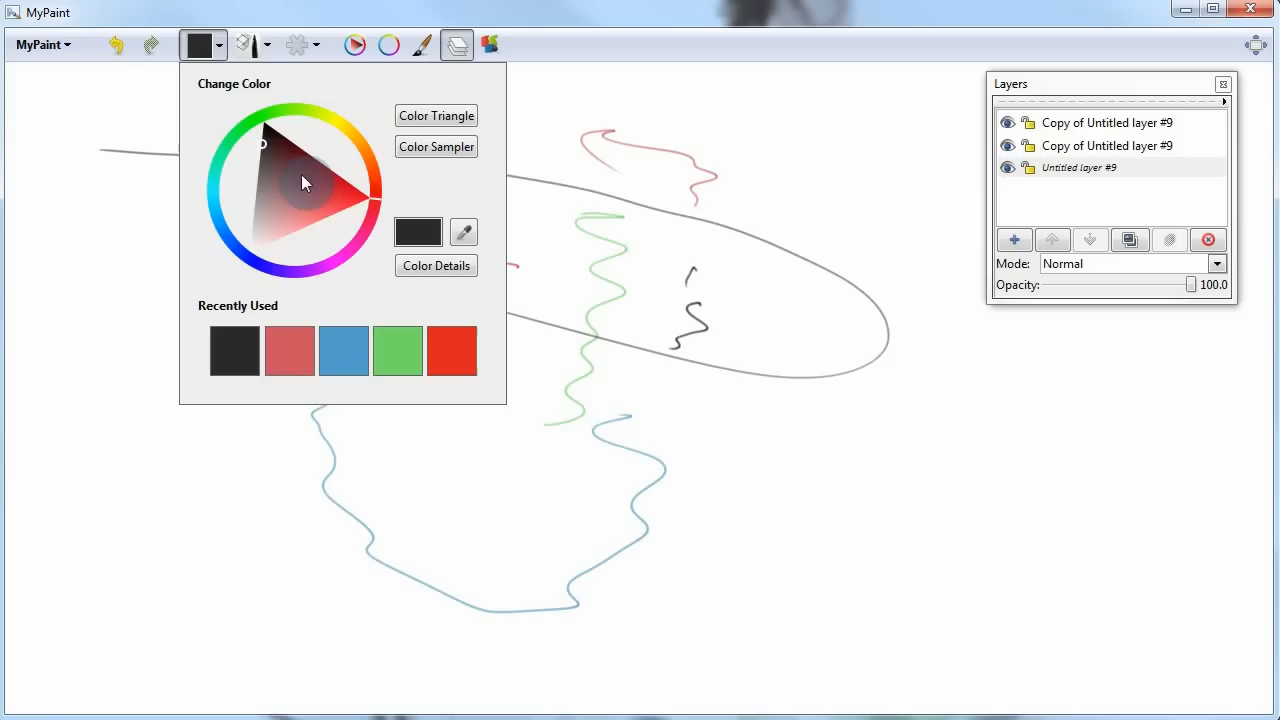 MyPaint
MyPaint
Change Color
Color Triangle
Color Sampler
Color Details
Recently Used
Layers
Copy of Untitled layer #9
Copy of Untitled layer #9
Untitled layer #9
Mode: Normal
Opacity: 100.0